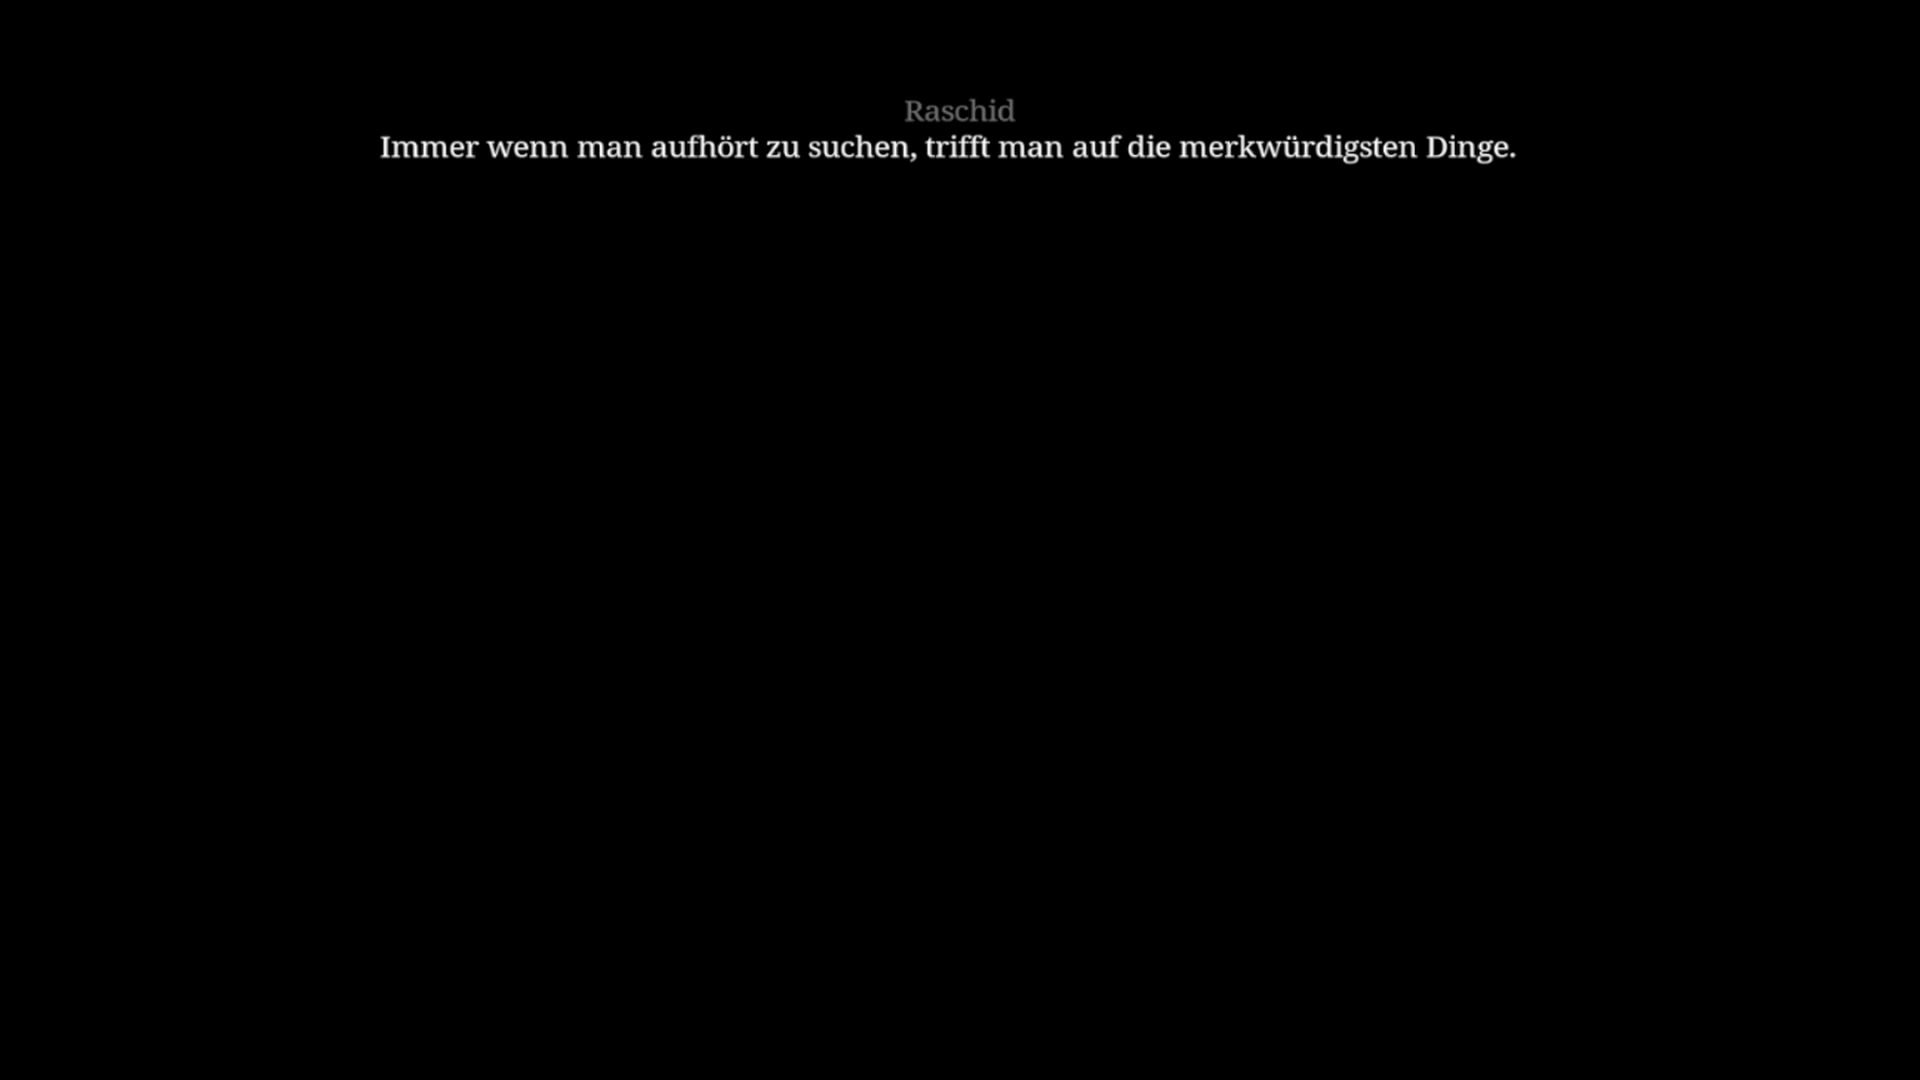 Raschid
Immer wenn man aufhört zu suchen, trifft man auf die merkwürdigsten Dinge.